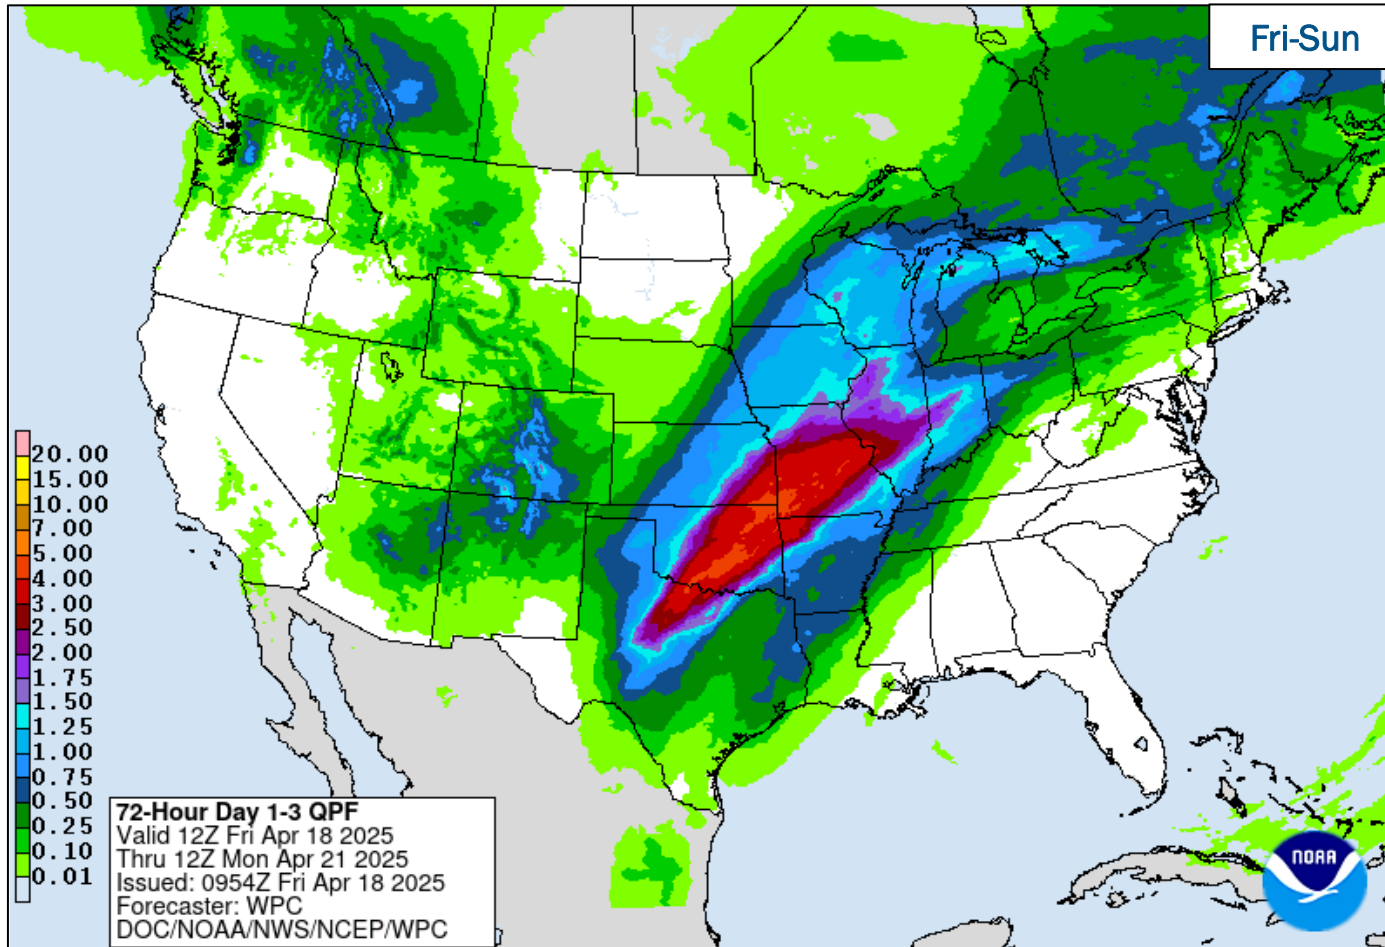 Fri-Sun
20.00
15.00
10.00
7.00
5.00
4.00
3.00
2.50
2.00
1.75
1.50
1.25
1.00
0.75
0.50
0.25
0.10
0.01
72-Hour Day 1-3 QPF
Valid 12Z Fri Apr 18 2025
Thru 12Z Mon Apr 21 2025
Issued: 0954Z Fri Apr 18 2025
Forecaster: WPC
DOC/NOAA/NWS/NCEP/WPC
NOAA